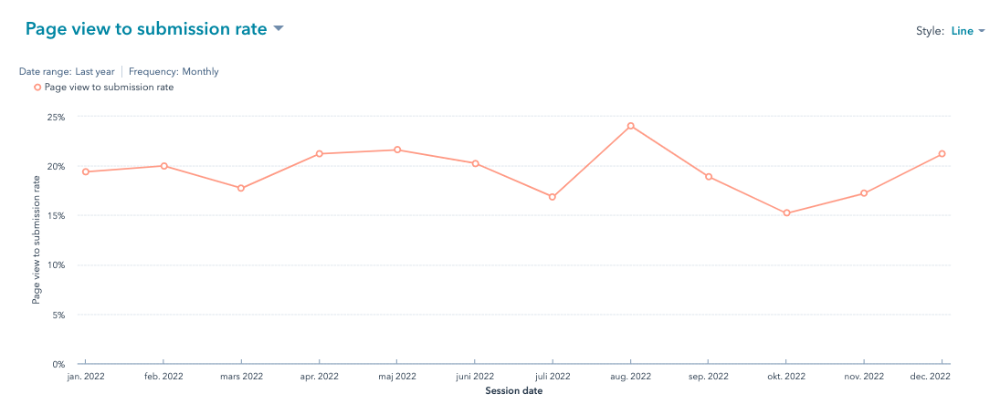 Page view to submission rate
Style: Line
Date range: Last year | Frequency: Monthly
Page view to submission rate
25%
20%
15%
10%
5%
0%
Page view to submission rate
jan. 2022 feb. 2022 mars 2022 apr. 2022 maj 2022 juni 2022 juli 2022 aug. 2022 sep. 2022 okt. 2022 nov. 2022 dec. 2022
Session date